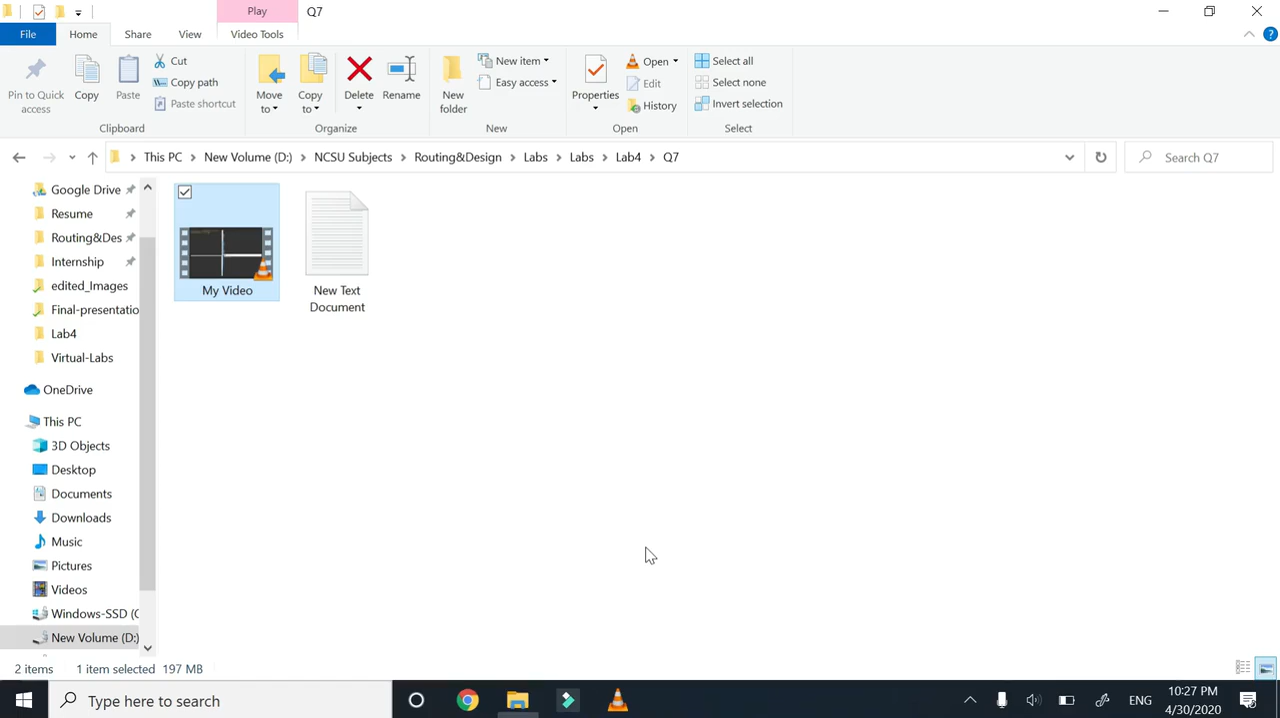 Play
Q7
File
Home
Share
View
Video Tools
Pin to Quick
access
Copy
Paste
Cut
Copy path
Paste shortcut
Clipboard
Move
to
Copy
to
Delete
Rename
Organize
New
folder
New item
Easy access
New
Properties
Open
Edit
History
Open
Select all
Select none
Invert selection
Select
This PC > New Volume (D:) > NCSU Subjects > Routing&Design > Labs > Labs > Lab4 > Q7
Search Q7
Google Drive
Resume
Routing&Des
Internship
edited_Images
Final-presentatio
Lab4
Virtual-Labs
OneDrive
This PC
3D Objects
Desktop
Documents
Downloads
Music
Pictures
Videos
Windows-SSD (C
New Volume (D:)
My Video
New Text
Document
2 items
1 item selected 197 MB
Type here to search
ENG
10:27 PM
4/30/2020